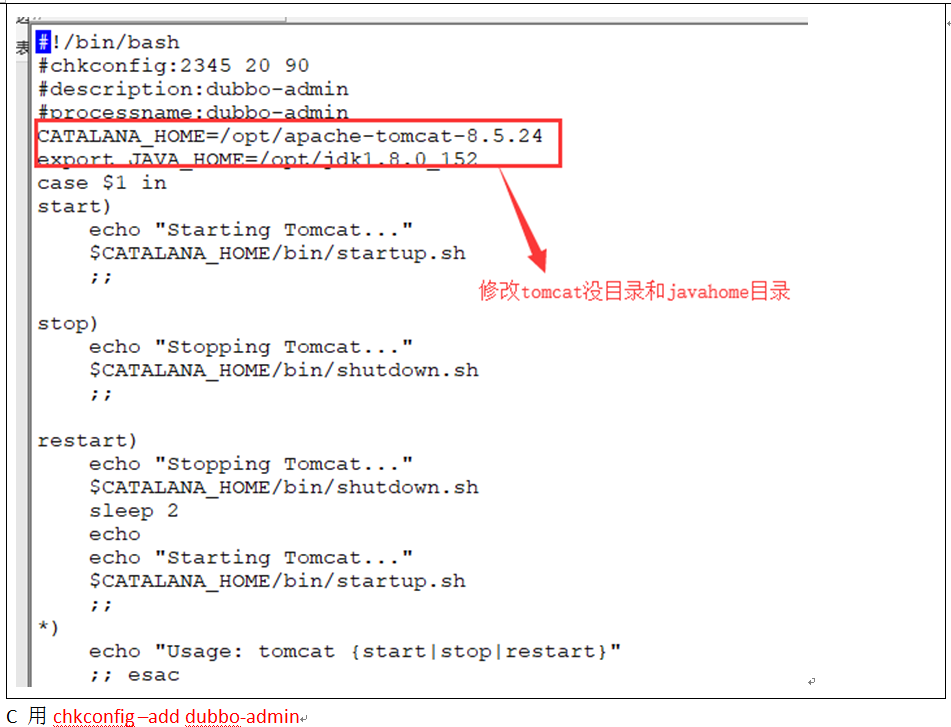 #!/bin/bash
#chkconfig:2345 20 90
#description:dubbo-admin
#processname:dubbo-admin
CATALANA_HOME=/opt/apache-tomcat-8.5.24
export JAVA_HOME=/opt/jdk1.8.0_152
case $1 in
start)
    echo "Starting Tomcat..."
    $CATALANA_HOME/bin/startup.sh
    ;;
修改tomcat没目录和javahome目录
stop)
    echo "Stopping Tomcat..."
    $CATALANA_HOME/bin/shutdown.sh
    ;;
restart)
    echo "Stopping Tomcat..."
    $CATALANA_HOME/bin/shutdown.sh
    sleep 2
    echo
    echo "Starting Tomcat..."
    $CATALANA_HOME/bin/startup.sh
    ;;
*)
    echo "Usage: tomcat {start|stop|restart}"
    ;; esac
C 用 chkconfig –add dubbo-admin